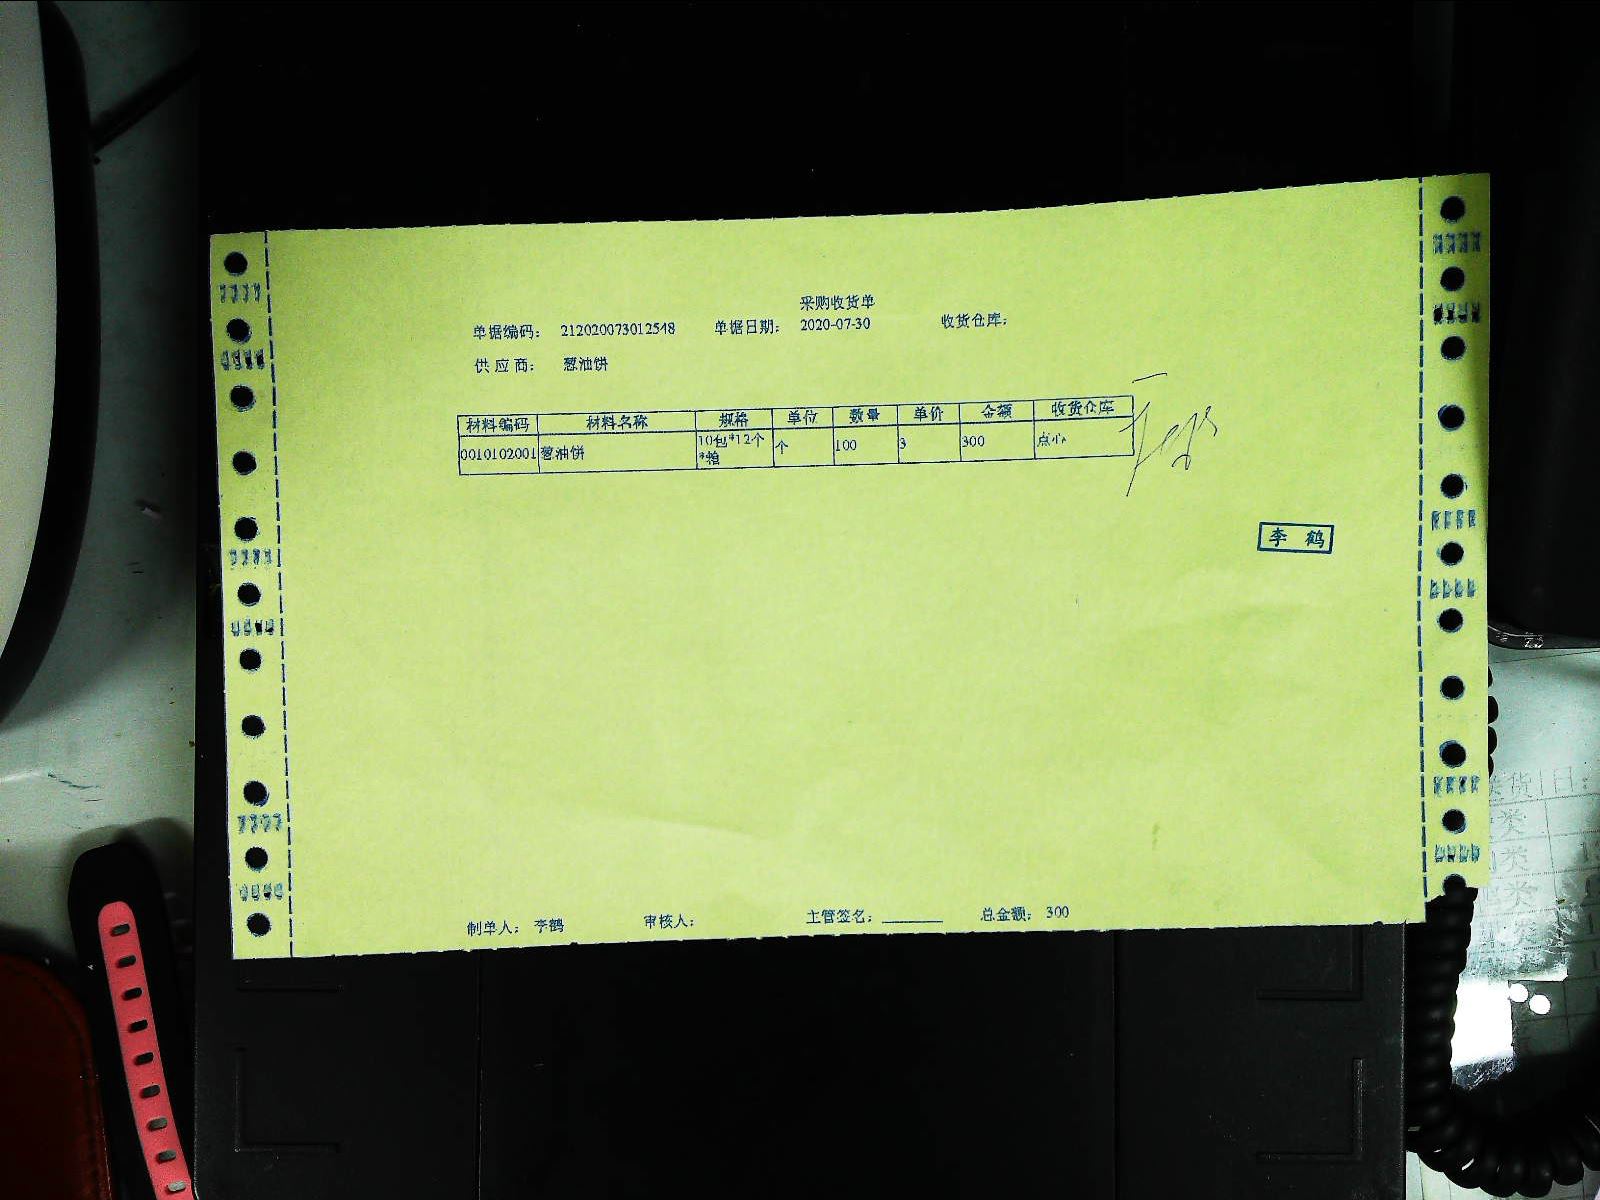 采购收货单
单据编码： 212020073012548 单据日期： 2020-07-30 收货仓库：
供应商： 葱油饼
材料编码 材料名称 规格 单位 数量 单价 金额 收货仓库
0010102001 葱油饼 10包*12个*箱 个 100 3 300 点心
李鹤
制单人： 李鹤 审核人： 主管签名： 总金额： 300